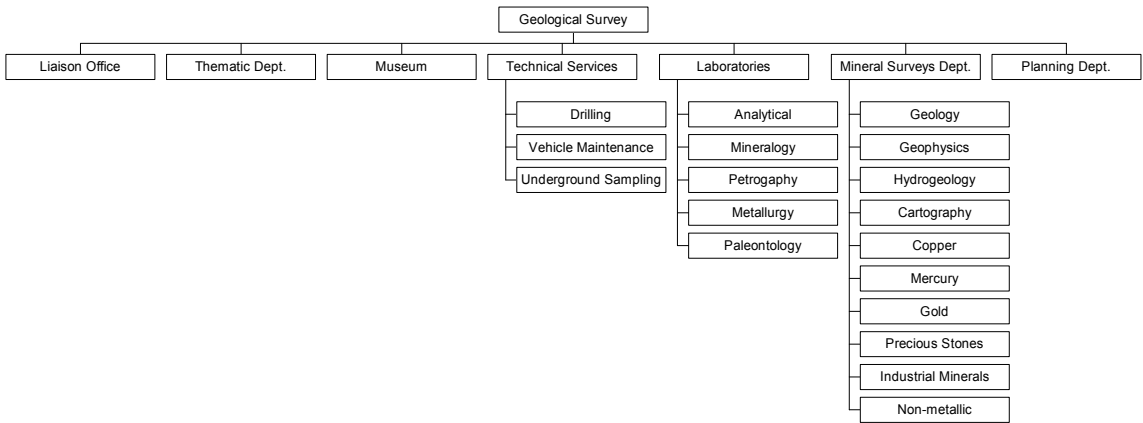 Geological Survey
Liaison Office
Thematic Dept.
Museum
Technical Services
Laboratories
Mineral Surveys Dept.
Planning Dept.
Drilling
Vehicle Maintenance
Underground Sampling
Analytical
Mineralogy
Petrogaphy
Metallurgy
Paleontology
Geology
Geophysics
Hydrogeology
Cartography
Copper
Mercury
Gold
Precious Stones
Industrial Minerals
Non-metallic